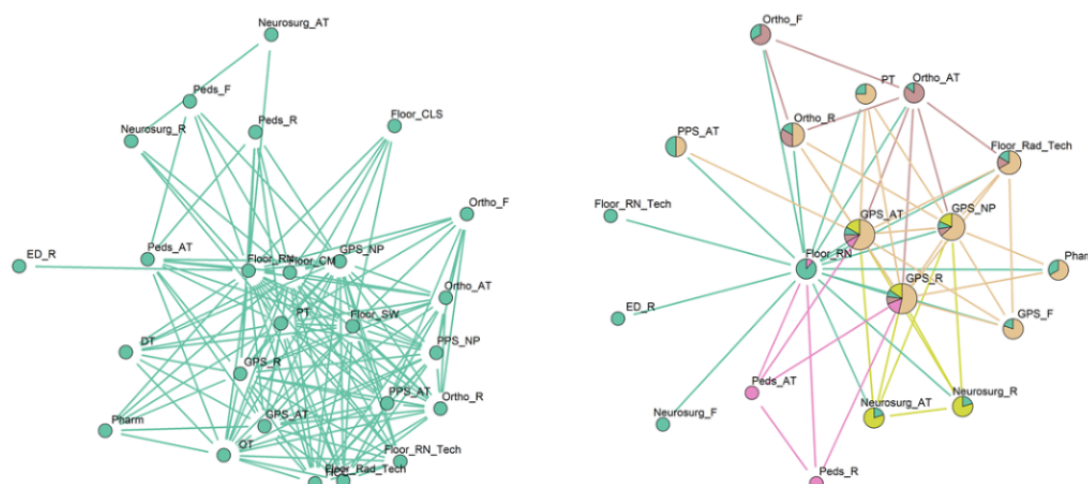 Neurosurg_AT
Peds_F
Neurosurg_R
Peds_R
Floor_CLS
Ortho_F
Peds_AT
ED_R
Floor_RN
Floor_CM
GPS_NP
Ortho_AT
PT
Floor_SW
DT
PPS_NP
GPS_R
PPS_AT
Ortho_R
Pharm
GPS_AT
OT
Floor_RN_Tech
Floor_Rad_Tech
Ortho_F
PT
Ortho_AT
Ortho_R
PPS_AT
Floor_Rad_Tech
Floor_RN_Tech
GPS_AT
GPS_NP
Floor_RN
Pharm
GPS_R
ED_R
GPS_F
Peds_AT
Neurosurg_R
Neurosurg_F
Neurosurg_AT
Peds_R